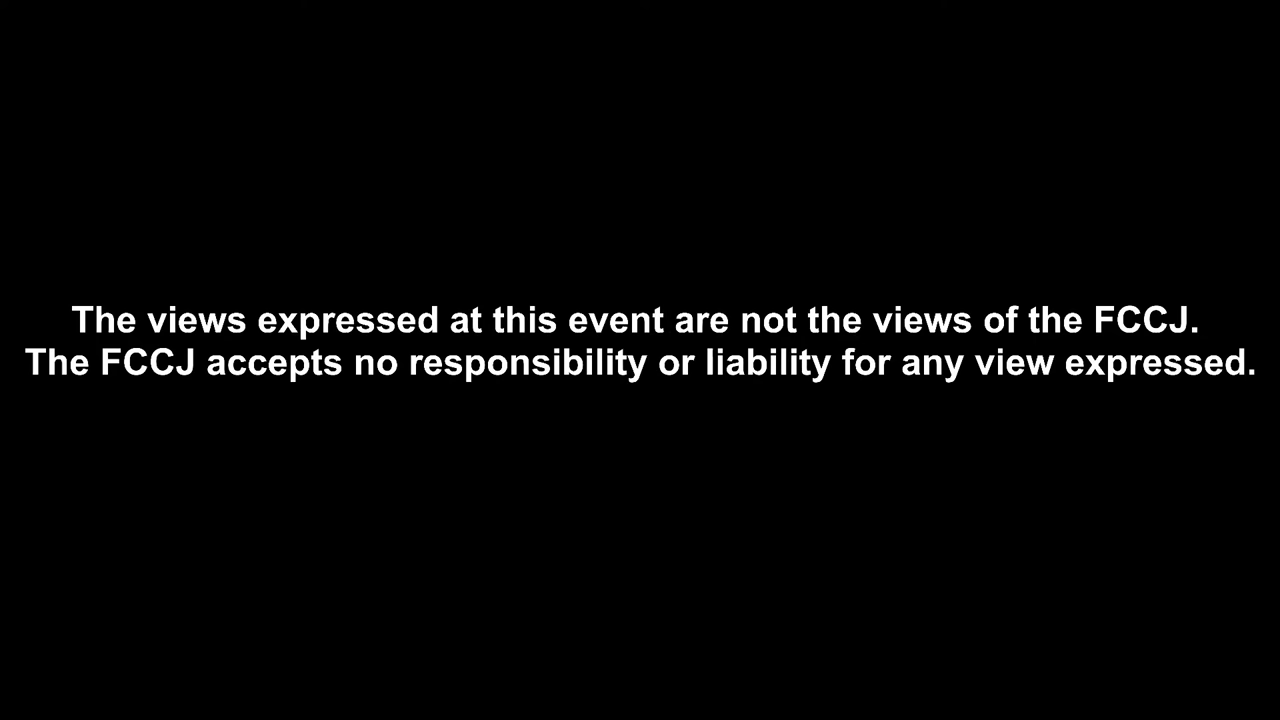 The views expressed at this event are not the views of the FCCJ.
The FCCJ accepts no responsibility or liability for any view expressed.